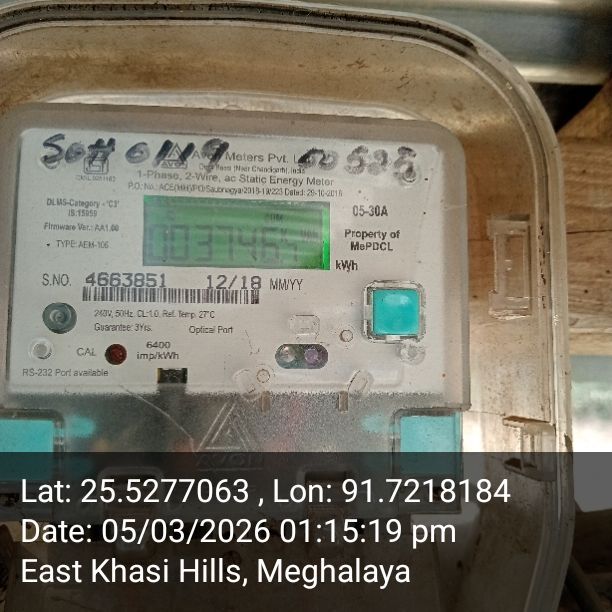 Meters Pvt.
1-Phase, 2-Wire, ac Static Energy Meter
DLMS-Category -"C3"
IS:15959
Firmware Ver.: AA1.00
TYPE: AEM-106
05-30A
Property of
MePDCL
kWh
S.NO. 4663851 12/18 MM/YY
240V, 50Hz, CL:1.0, Ref. Temp. 27°C
Guarantee: 3Yrs. Optical Port
CAL 6400
imp/kWh
RS-232 Port available
Lat: 25.5277063 , Lon: 91.7218184
Date: 05/03/2026 01:15:19 pm
East Khasi Hills, Meghalaya